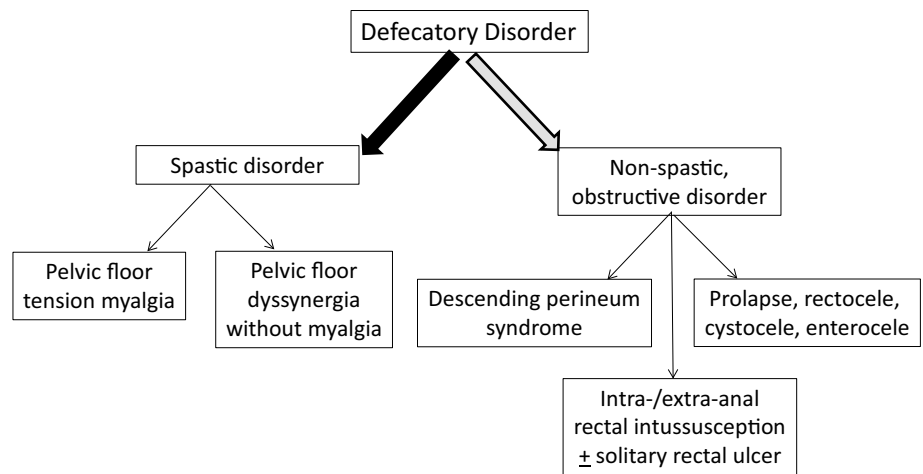 Defecatory Disorder
Spastic disorder
Non-spastic,
obstructive disorder
Pelvic floor
tension myalgia
Pelvic floor
dyssynergia
without myalgia
Descending perineum
syndrome
Prolapse, rectocele,
cystocele, enterocele
Intra-/extra-anal
rectal intussusception
± solitary rectal ulcer